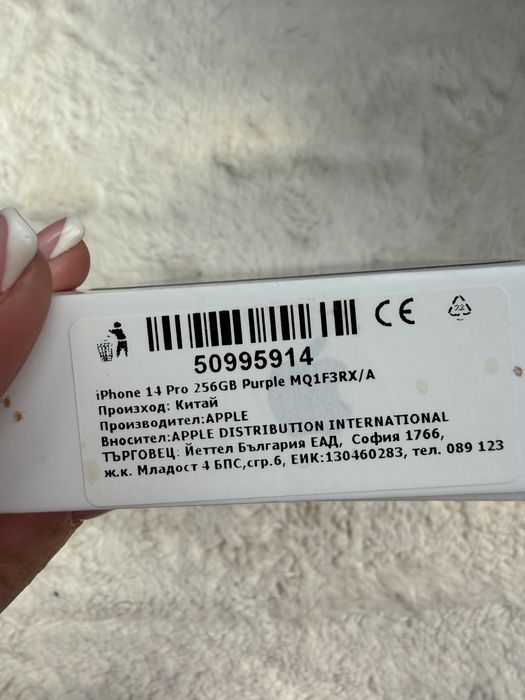 CE
22
50995914
iPhone 14 Pro 256GB Purple MQ1F3RX/A
Произход: Китай
Производител:APPLE
Вносител:APPLE DISTRIBUTION INTERNATIONAL
ТЪРГОВЕЦ: Йеттел България ЕАД, София 1766,
ж.к. Младост 4 БПС,сгр.6, ЕИК:130460283, тел. 089 123